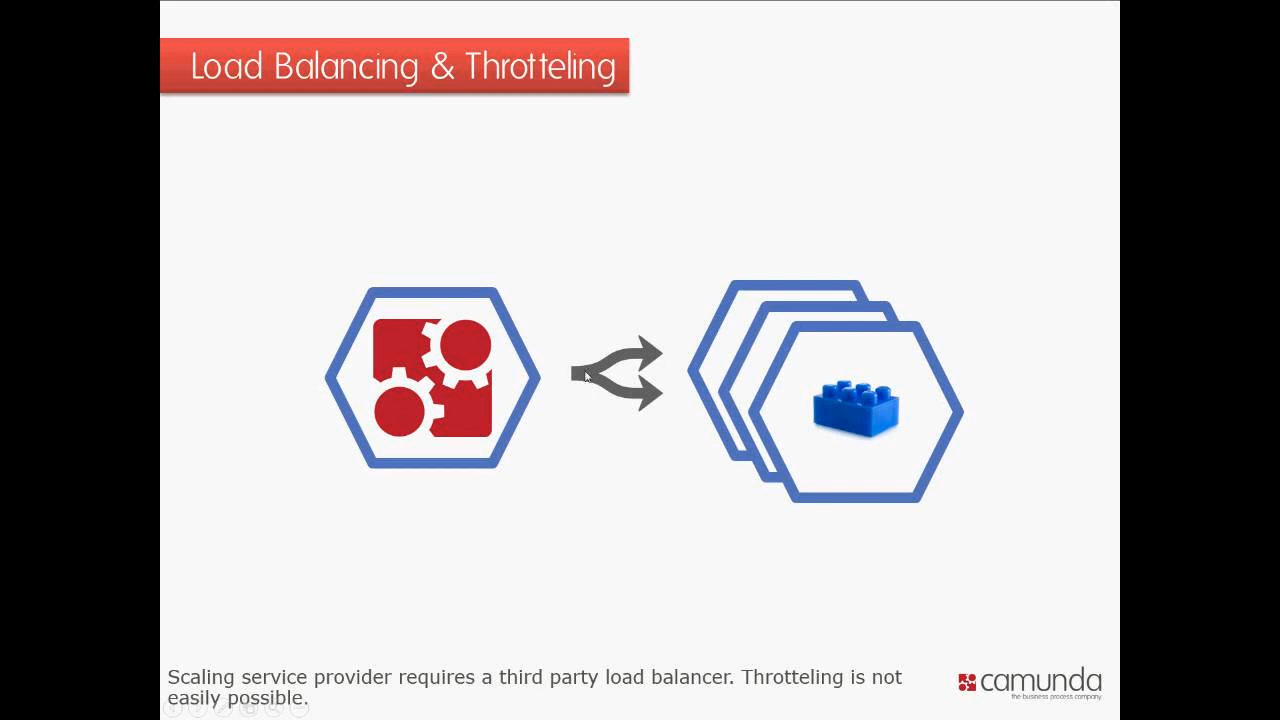 Load Balancing & Throtteling
Scaling service provider requires a third party load balancer. Throtteling is not
easily possible.
camunda
the business process company